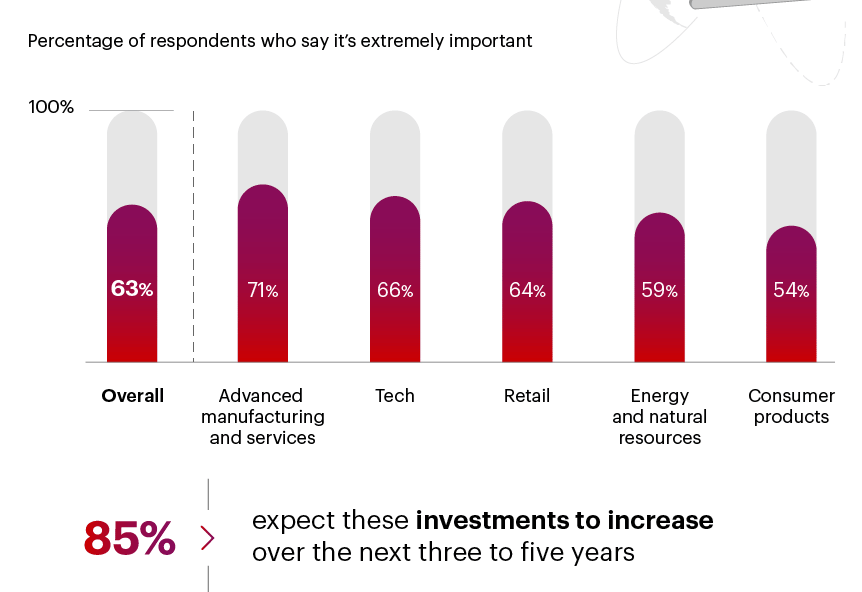 Percentage of respondents who say it’s extremely important
100%
63%
71%
66%
64%
59%
54%
Overall
Advanced
manufacturing
and services
Tech
Retail
Energy
and natural
resources
Consumer
products
85%
expect these investments to increase
over the next three to five years